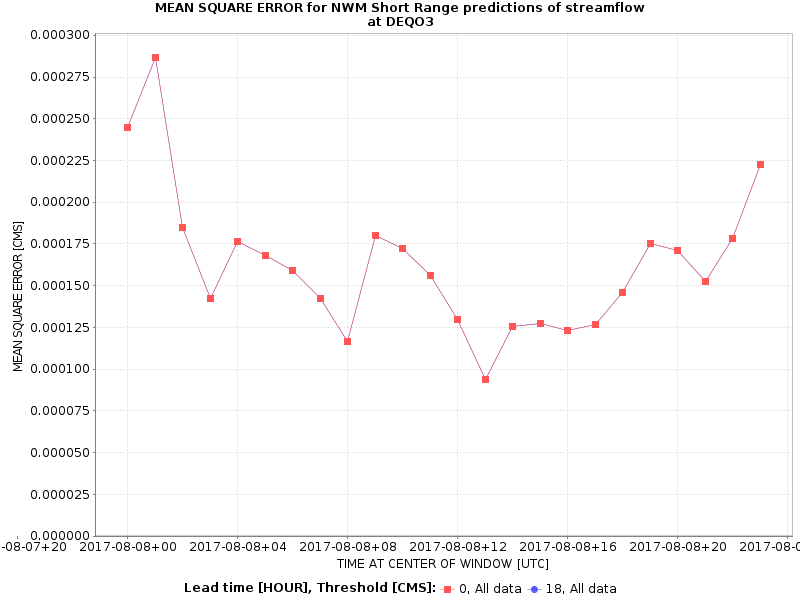 MEAN SQUARE ERROR for NWM Short Range predictions of streamflow
at DEQO3
0.000300
0.000275
0.000250
0.000225
0.000200
0.000175
0.000150
0.000125
0.000100
0.000075
0.000050
0.000025
0.000000
MEAN SQUARE ERROR [CMS]
-08-07+20 2017-08-08+00 2017-08-08+04 2017-08-08+08 2017-08-08+12 2017-08-08+16 2017-08-08+20 2017-08-0
TIME AT CENTER OF WINDOW [UTC]
Lead time [HOUR], Threshold [CMS]: 0, All data 18, All data